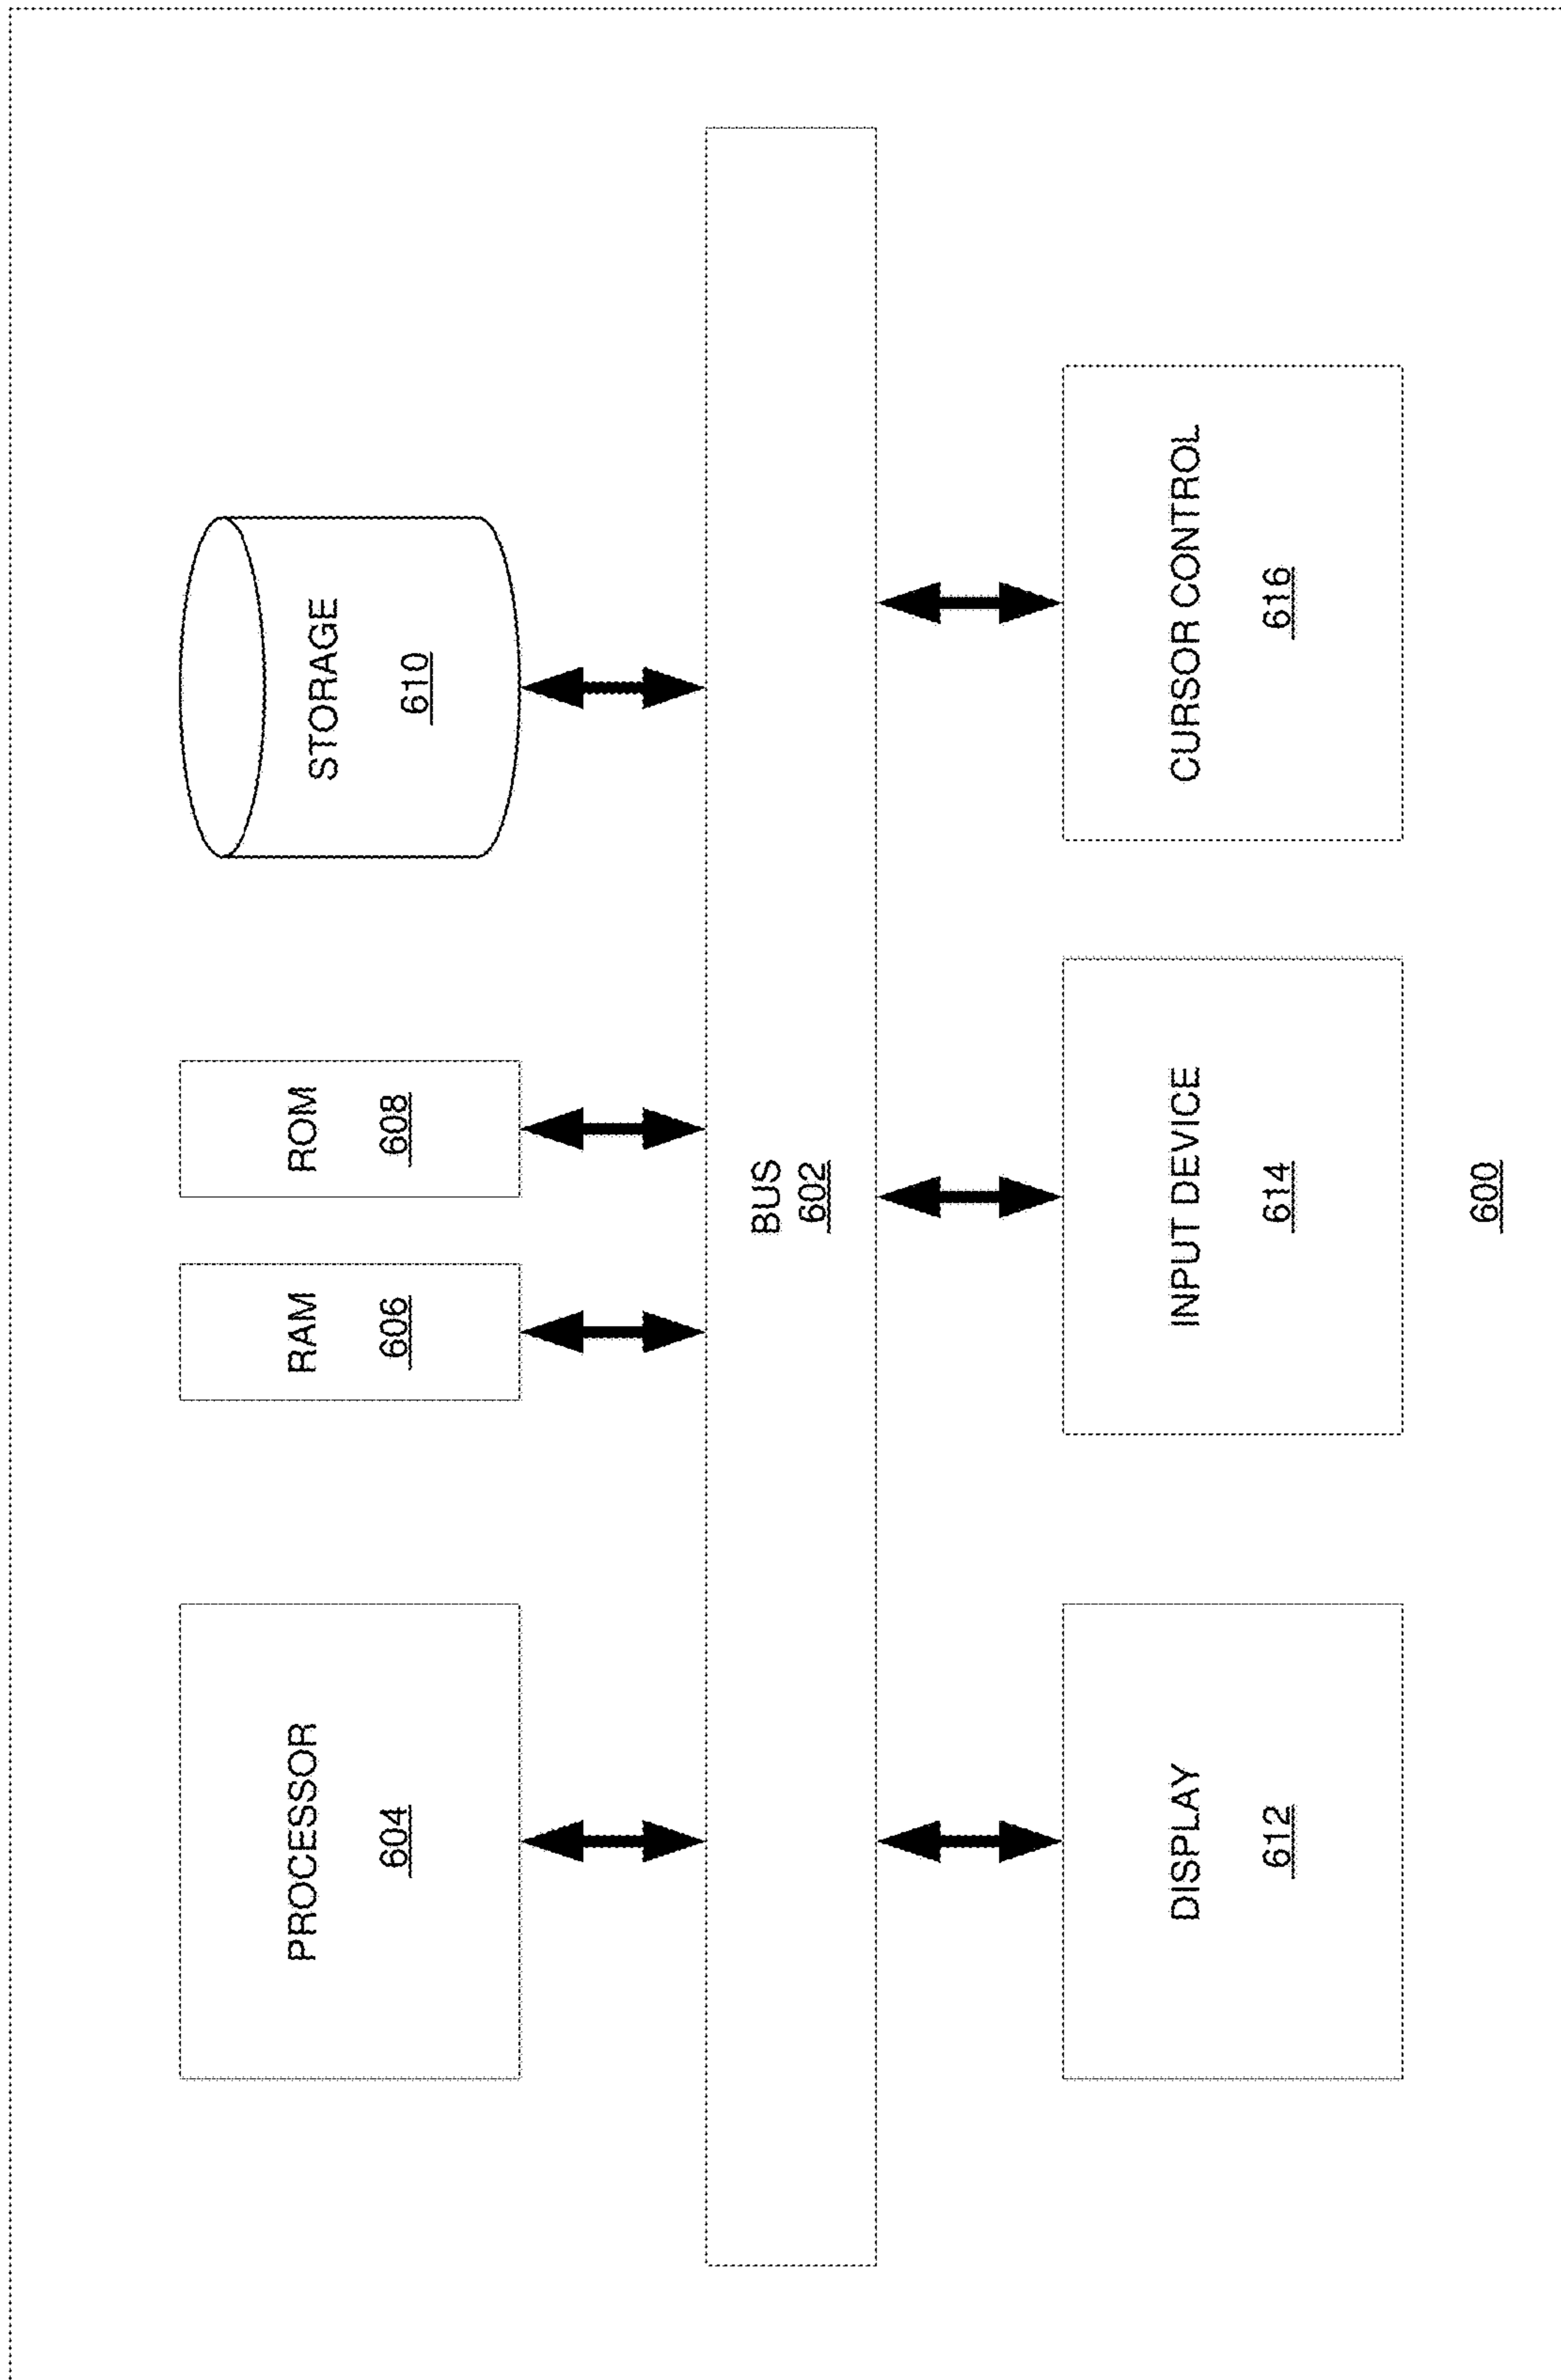 PROCESSOR
604
RAM
606
ROM
608
STORAGE
610
BUS
602
DISPLAY
612
INPUT DEVICE
614
CURSOR CONTROL
616
600